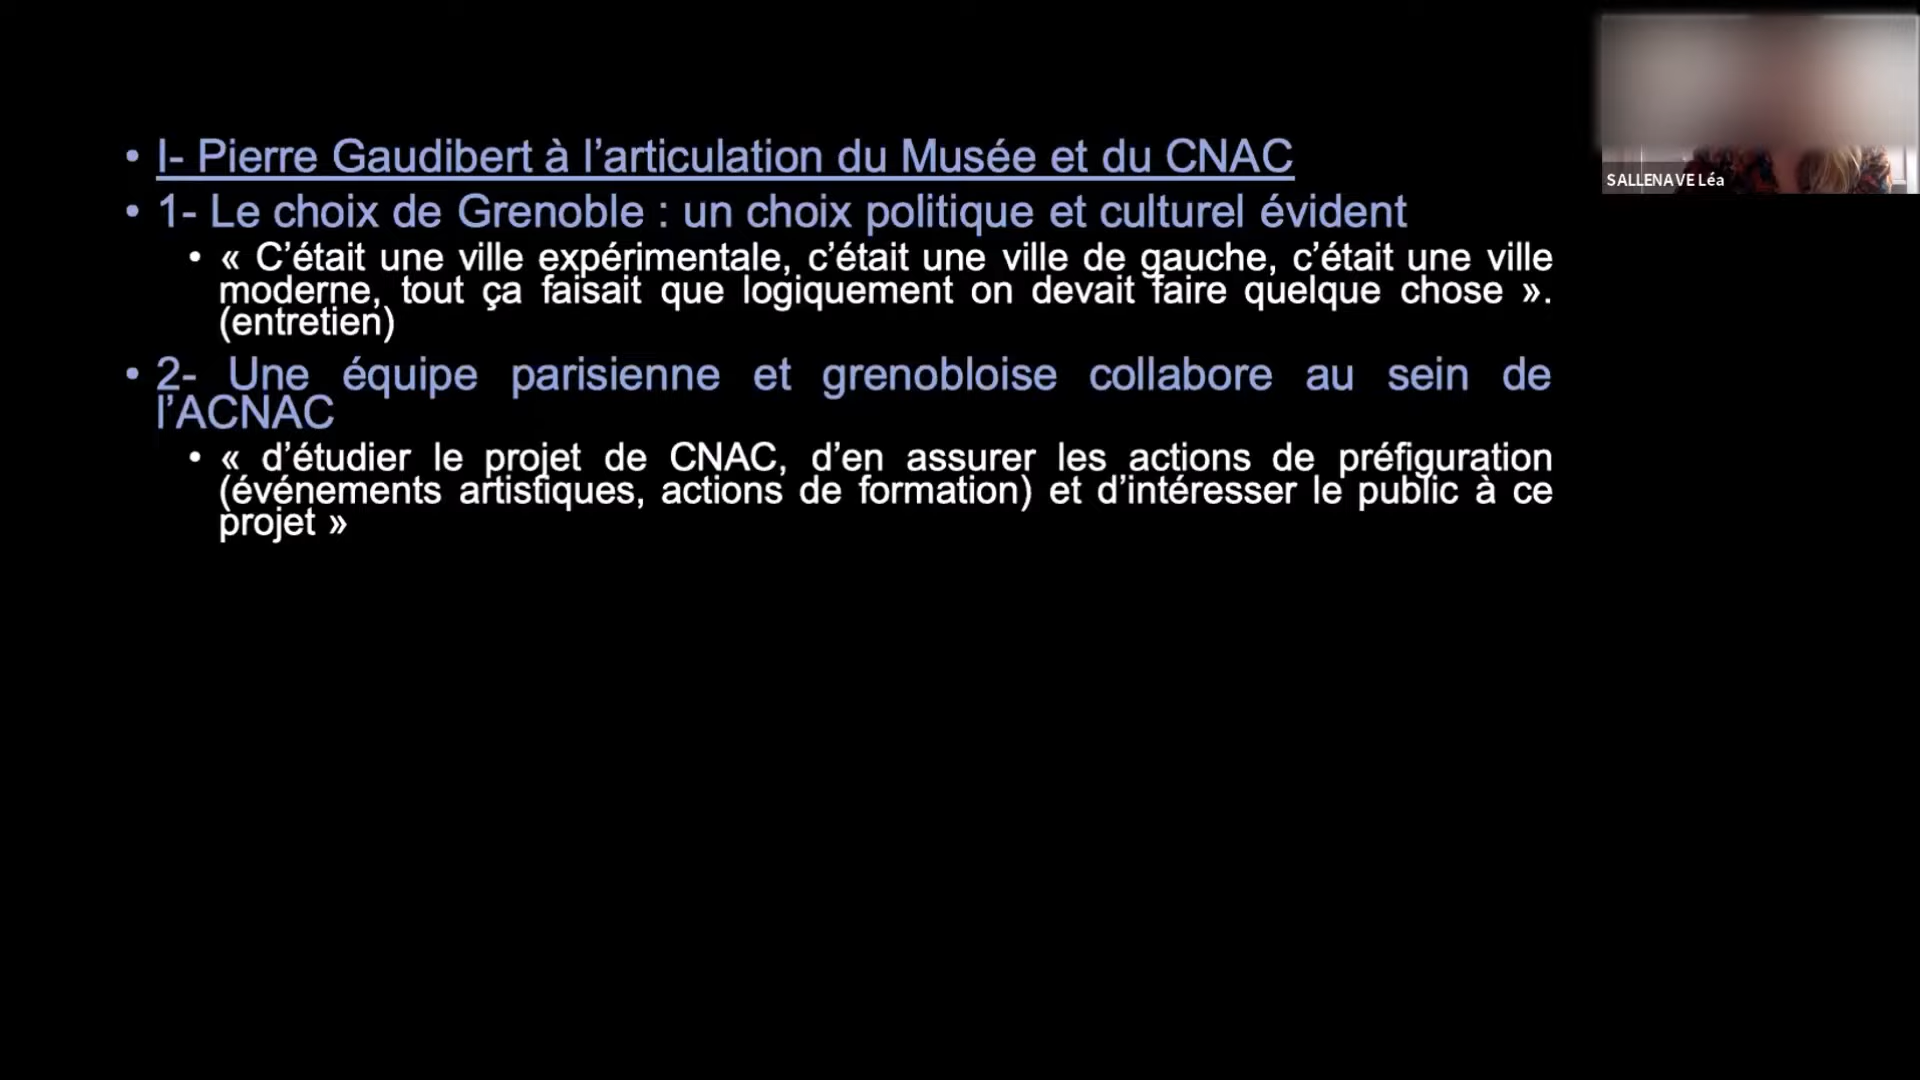 • I- Pierre Gaudibert à l’articulation du Musée et du CNAC
• 1- Le choix de Grenoble : un choix politique et culturel évident
• « C’était une ville expérimentale, c’était une ville de gauche, c’était une ville
moderne, tout ça faisait que logiquement on devait faire quelque chose ».
(entretien)
• 2- Une équipe parisienne et grenobloise collabore au sein de
l’ACNAC
• « d’étudier le projet de CNAC, d’en assurer les actions de préfiguration
(événements artistiques, actions de formation) et d’intéresser le public à ce
projet »
SALLENAVE Léa